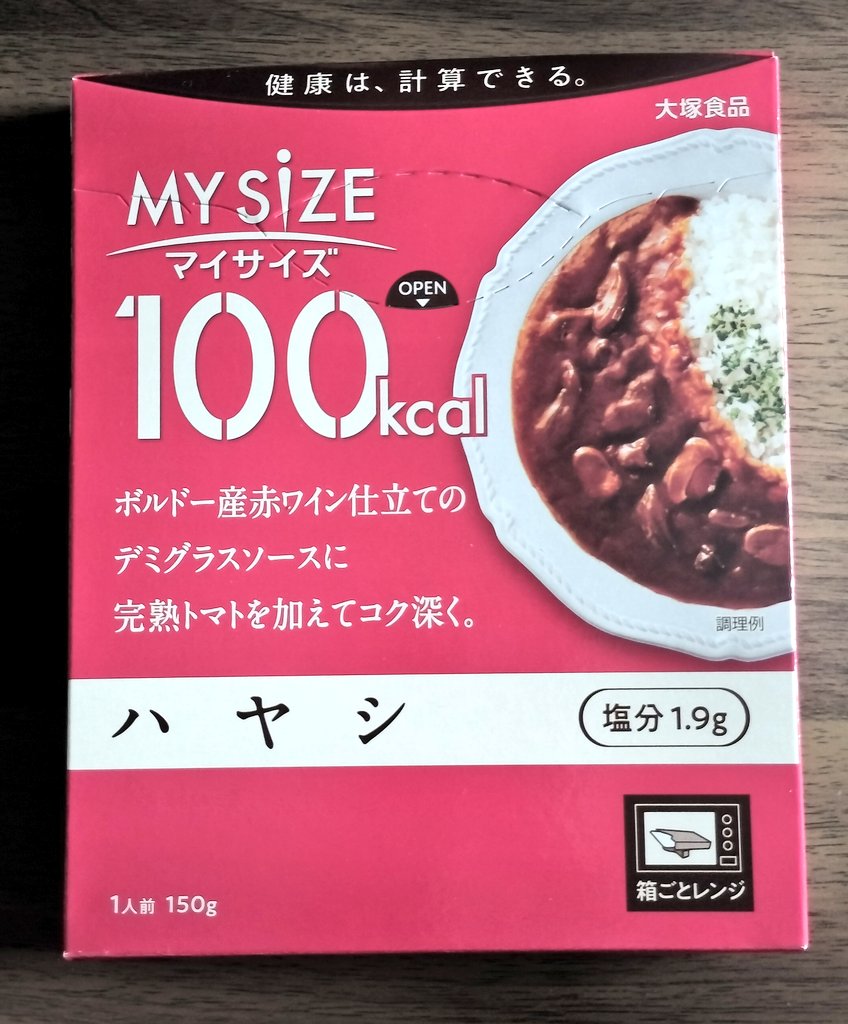 健康は、計算できる。
大塚食品
MY SiZE
マイサイズ
OPEN
100kcal
ボルドー産赤ワイン仕立ての
デミグラスソースに
完熟トマトを加えてコク深く。
調理例
ハヤシ
塩分1.9g
箱ごとレンジ
1人前 150g